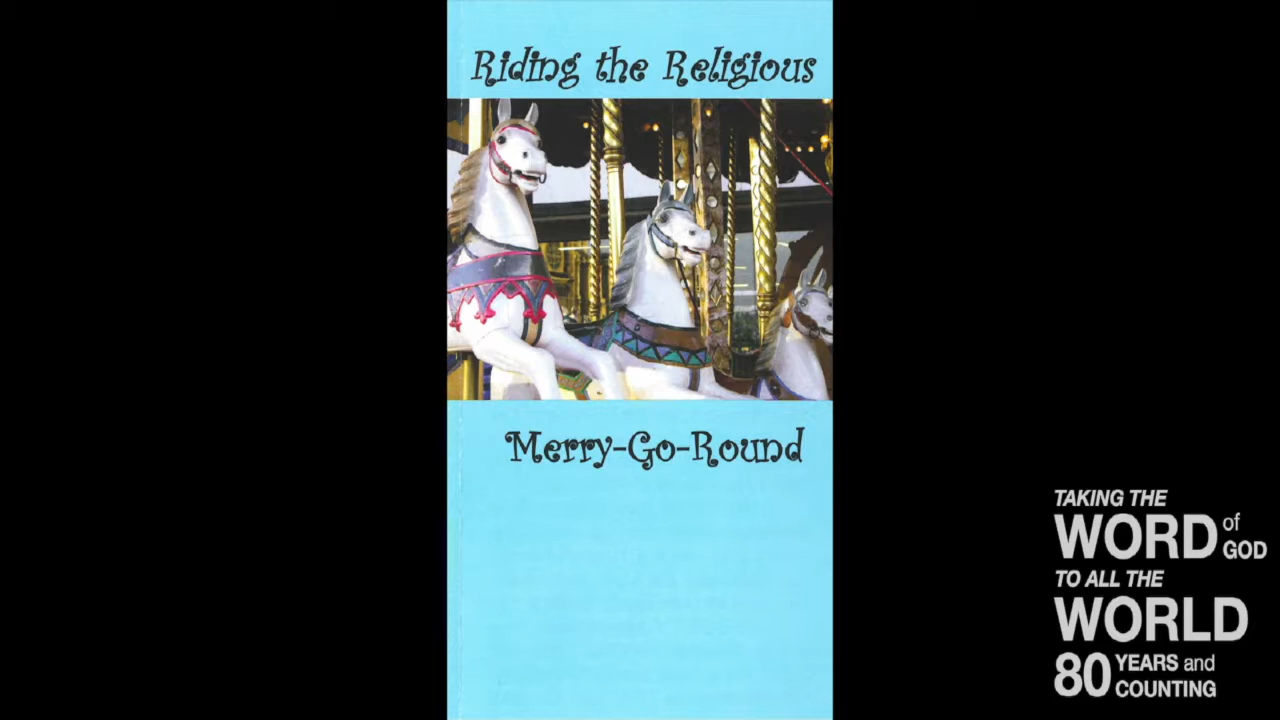 Riding the Religious
Merry-Go-Round
TAKING THE
WORD of GOD
TO ALL THE
WORLD
80 YEARS and
COUNTING